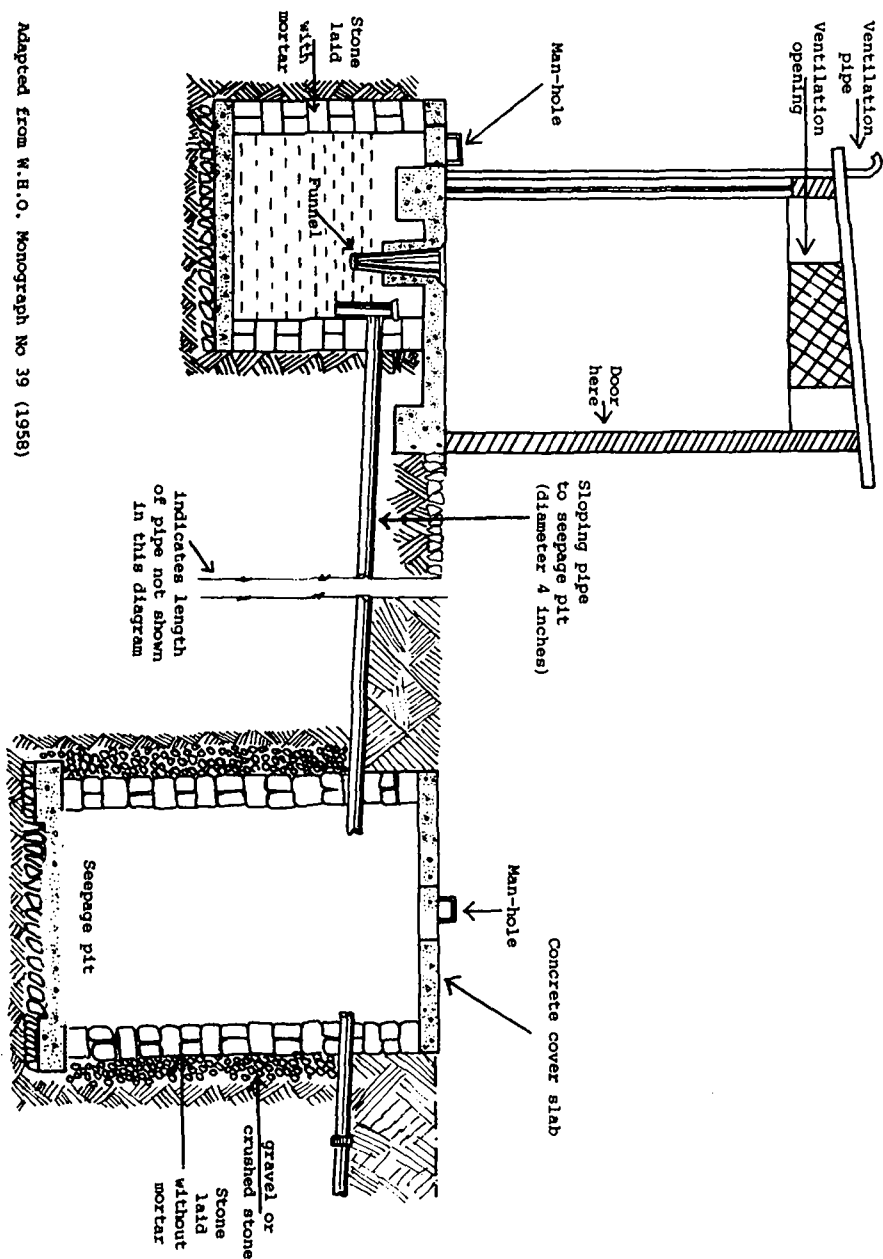 Ventilation
pipe
Ventilation
opening
Man-hole
Stone
laid
with
mortar
Funnel
Door
here
Sloping pipe
to seepage pit
(diameter 4 inches)
indicates length
of pipe not shown
in this diagram
Man-hole
Concrete cover slab
Seepage pit
gravel or
crushed stone
Stone
laid
without
mortar
Adapted from W.H.O. Monograph No 39 (1958)